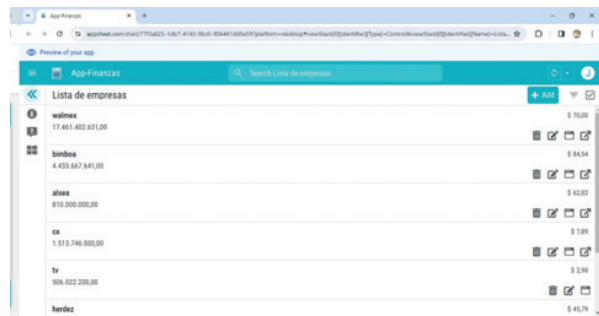 App-Finanzas
Preview of your app
App-Finanzas
Search Lista de empresas
J
Lista de empresas
+ Add
walmex
$ 70,00
17.461.402.631,00
bimboa
$ 84,54
4.433.667.641,00
alsea
$ 62,02
810.000.000,00
cx
$ 7,89
1.513.746.000,00
tv
$ 3,90
506.022.200,00
herdez
$ 45,79